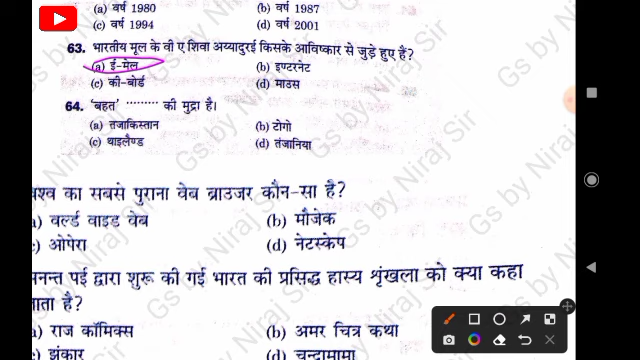 (a) वर्ष 1980 (b) वर्ष 1987
(c) वर्ष 1994 (d) वर्ष 2001
63. भारतीय मूल के वी ए शिवा अय्यादुरई किसके आविष्कार से जुड़े हुए हैं?
(a) ई-मेल (b) इण्टरनेट
(c) की-बोर्ड (d) माउस
64. 'बहत' ········· की मुद्रा है।
(a) तजाकिस्तान (b) टोगो
(c) थाइलैण्ड (d) तंजानिया
का सबसे पुराना वेब ब्राउजर कौन-सा है?
a) वर्ल्ड वाइड वेब (b) मौजेक
) ओपेरा (d) नेटस्केप
पई द्वारा शुरू की गई भारत की प्रसिद्ध हास्य शृंखला को क्या कहा
है?
a) राज कॉमिक्स (b) अमर चित्र कथा
) झंकार (d) चन्दामामा
Gs by Niraj Sir